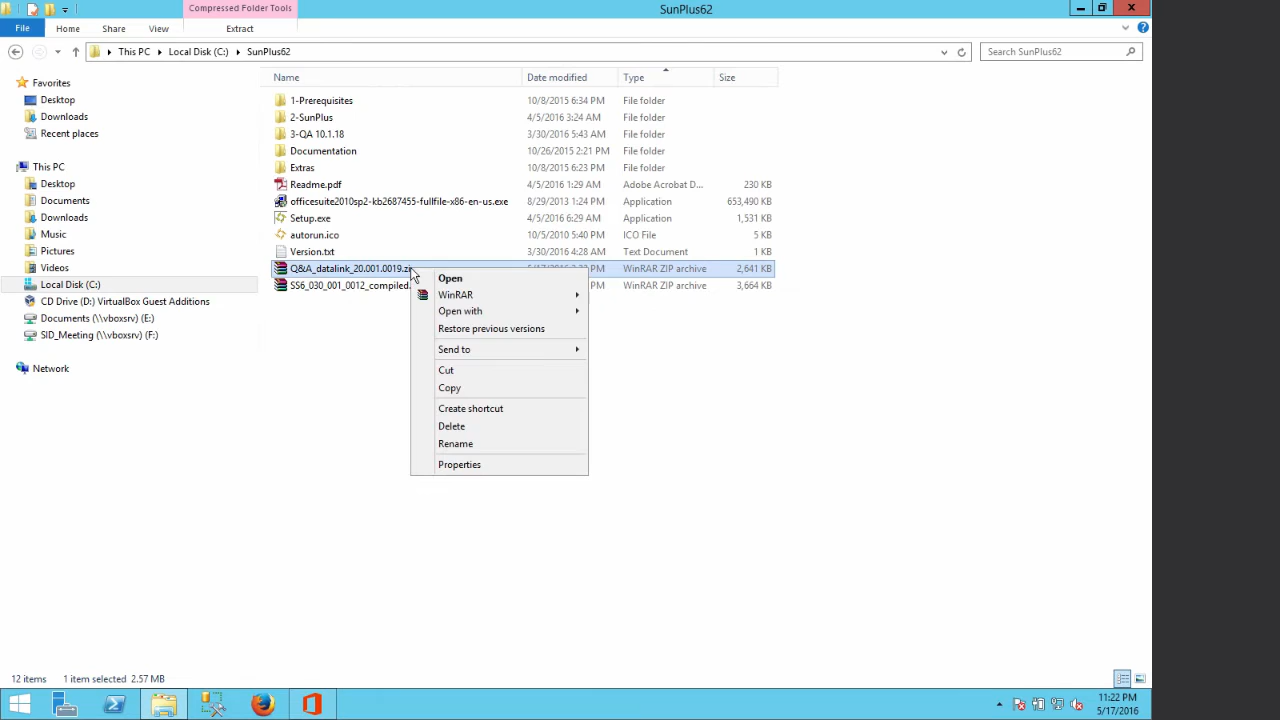 Compressed Folder Tools
SunPlus62
File Home Share View Extract
This PC Local Disk (C:) SunPlus62
Search SunPlus62
Name Date modified Type Size
Favorites
Desktop
Downloads
Recent places
This PC
Desktop
Documents
Downloads
Music
Pictures
Videos
Local Disk (C:)
CD Drive (D:) VirtualBox Guest Additions
Documents (\\vboxsrv) (E:)
SID_Meeting (\\vboxsrv) (F:)
Network
1-Prerequisites 10/8/2015 6:34 PM File folder
2-SunPlus 4/5/2016 3:24 AM File folder
3-QA 10.1.18 3/30/2016 5:43 AM File folder
Documentation 10/26/2015 2:21 PM File folder
Extras 10/8/2015 6:23 PM File folder
Readme.pdf 4/5/2016 1:29 AM Adobe Acrobat D... 230 KB
officesuite2010sp2-kb2687455-fullfile-x86-en-us.exe 8/29/2013 1:24 PM Application 653,490 KB
Setup.exe 4/5/2016 6:29 AM Application 1,531 KB
autorun.ico 10/5/2010 5:40 PM ICO File 5 KB
Version.txt 3/30/2016 4:28 AM Text Document 1 KB
Q&A_datalink_20.001.0019.zi PM WinRAR ZIP archive 2,641 KB
SS6_030_001_0012_compiled. PM WinRAR ZIP archive 3,664 KB
Open
WinRAR
Open with
Restore previous versions
Send to
Cut
Copy
Create shortcut
Delete
Rename
Properties
12 items 1 item selected 2.57 MB
11:22 PM
5/17/2016